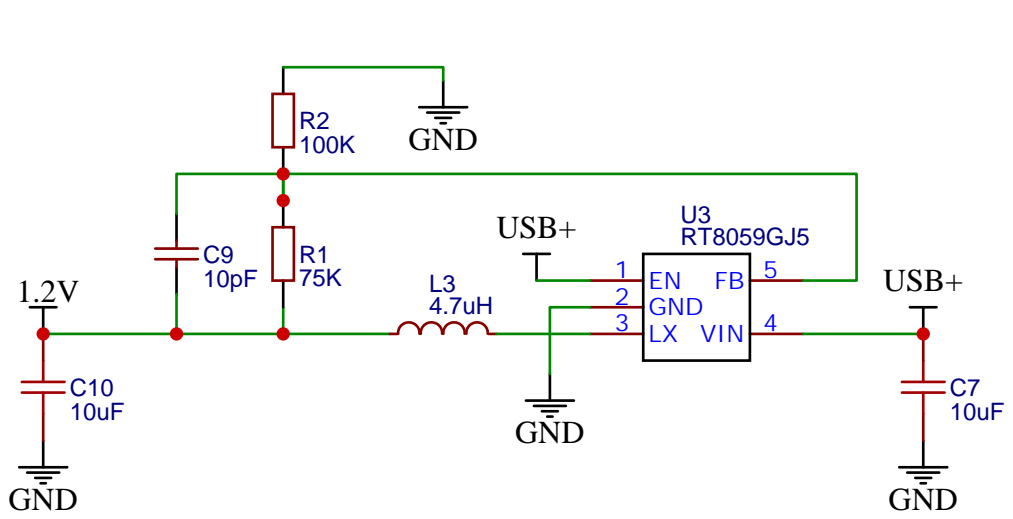 R2
100K
GND
USB+
U3
RT8059GJ5
C9
10pF
R1
75K
1 EN FB 5
2 GND
3 LX VIN 4
USB+
1.2V
L3
4.7uH
C10
10uF
C7
10uF
GND
GND
GND